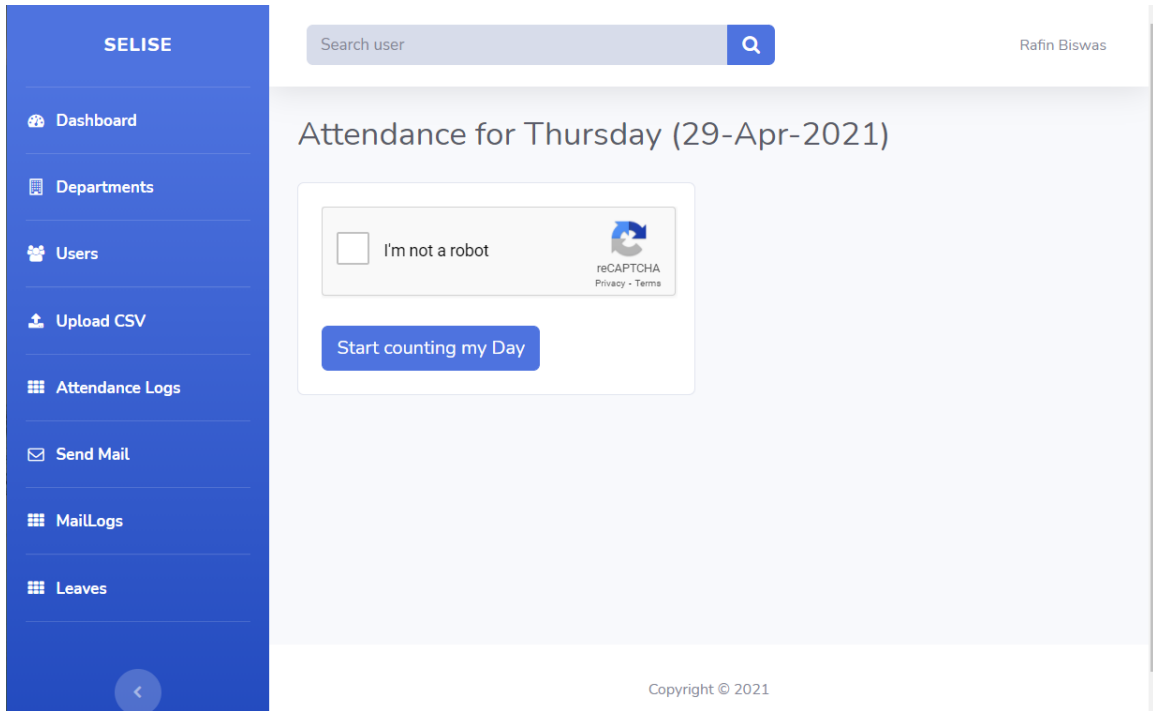 SELISE
Dashboard
Departments
Users
Upload CSV
Attendance Logs
Send Mail
MailLogs
Leaves
Search user
Rafin Biswas
Attendance for Thursday (29-Apr-2021)
I'm not a robot
reCAPTCHA
Privacy - Terms
Start counting my Day
Copyright © 2021